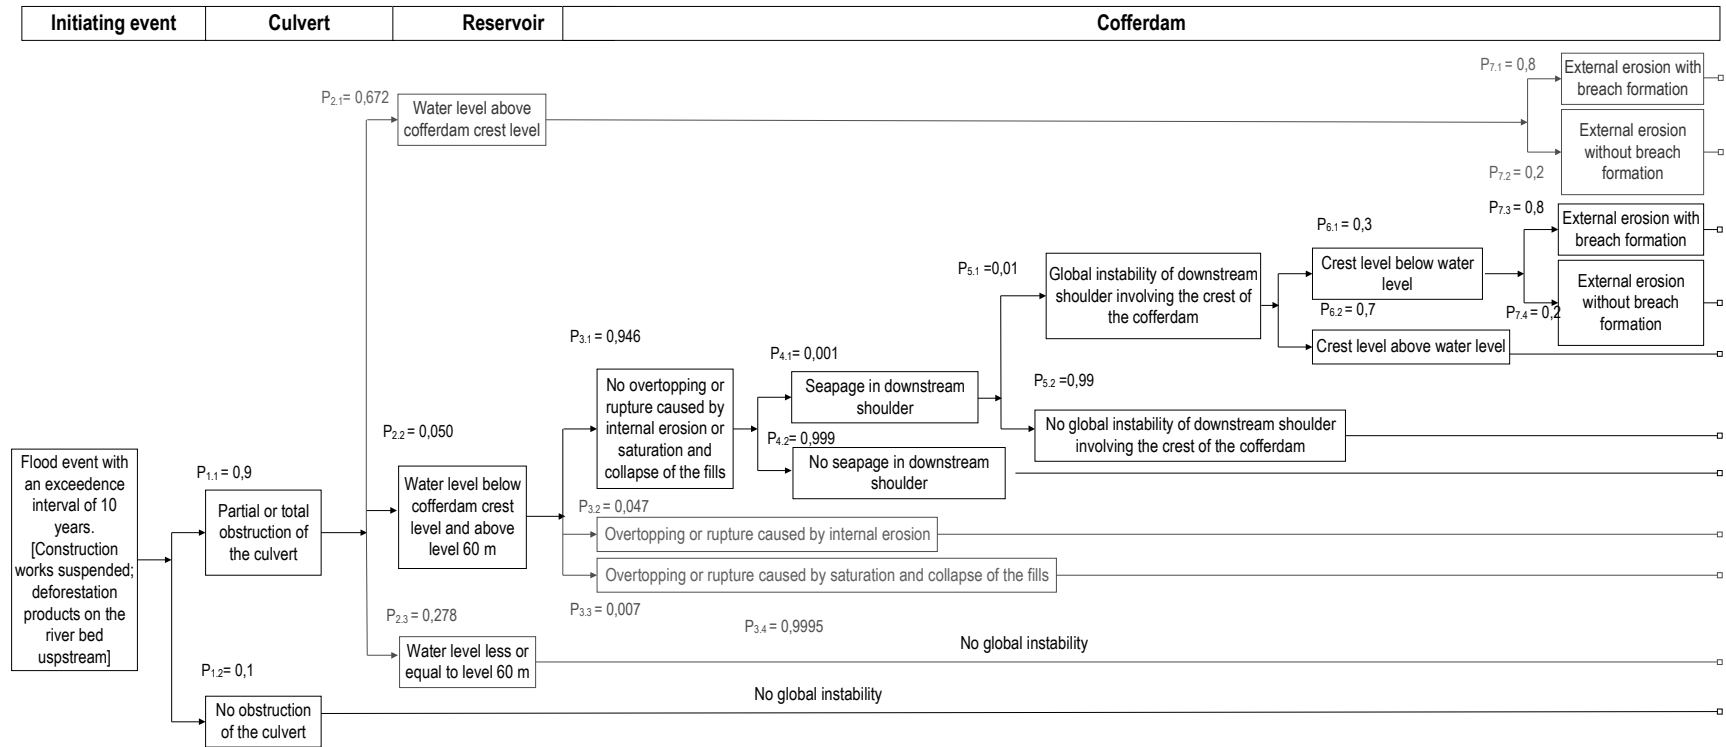 Initiating event
Culvert
Reservoir
Cofferdam
P2.1= 0,672
Water level above
cofferdam crest level
P7.1 = 0,8
External erosion with
breach formation
External erosion
without breach
formation
P7.2 = 0,2
P7.3 = 0,8
External erosion with
breach formation
P6.1 = 0,3
Crest level below water
level
P5.1 =0,01
Global instability of downstream
shoulder involving the crest of
the cofferdam
External erosion
without breach
formation
P7.4 = 0,2
P6.2 = 0,7
Crest level above water level
P3.1 = 0,946
No overtopping or
rupture caused by
internal erosion or
saturation and
collapse of the fills
P4.1= 0,001
Seapage in downstream
shoulder
P5.2 =0,99
No global instability of downstream shoulder
involving the crest of the cofferdam
P4.2= 0,999
No seapage in downstream
shoulder
P2.2 = 0,050
Water level below
cofferdam crest
level and above
level 60 m
P3.2 = 0,047
Overtopping or rupture caused by internal erosion
Overtopping or rupture caused by saturation and collapse of the fills
P3.3 = 0,007
Flood event with
an exceedence
interval of 10
years.
[Construction
works suspended;
deforestation
products on the
river bed
uspstream]
P1.1 = 0,9
Partial or total
obstruction of
the culvert
P2.3 = 0,278
Water level less or
equal to level 60 m
P3.4 = 0,9995
No global instability
P1.2= 0,1
No obstruction
of the culvert
No global instability